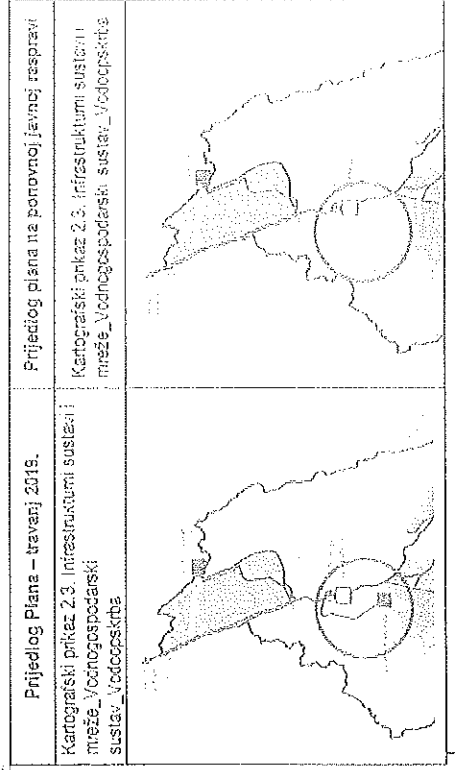 Prijedlog Plana – travanj 2019.
Kartografski prikaz 2.3. Infrastrukturni sustavi i
mreže_Vodnogospodarski
sustav_Vodoopskrba
Prijedlog plana na ponovnoj javnoj raspravi
Kartografski prikaz 2.3. Infrastrukturni sustavi i
mreže_Vodnogospodarski sustav_Vodoopskrba